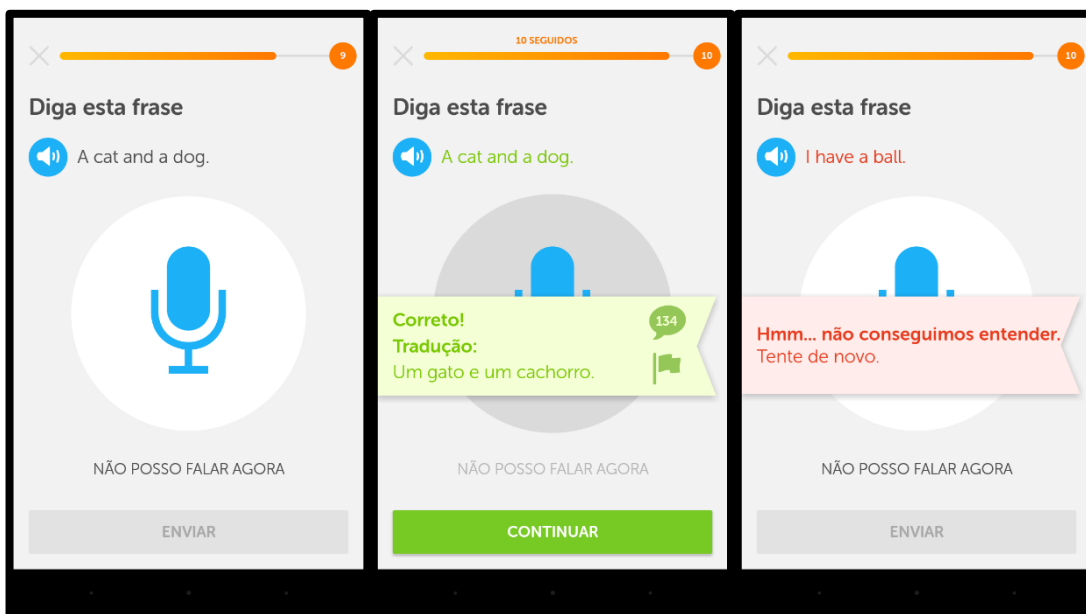 9
Diga esta frase
A cat and a dog.
NÃO POSSO FALAR AGORA
ENVIAR
10 SEGUIDOS
10
Diga esta frase
A cat and a dog.
Correto!
134
Tradução:
Um gato e um cachorro.
NÃO POSSO FALAR AGORA
CONTINUAR
10
Diga esta frase
I have a ball.
Hmm... não conseguimos entender.
Tente de novo.
NÃO POSSO FALAR AGORA
ENVIAR